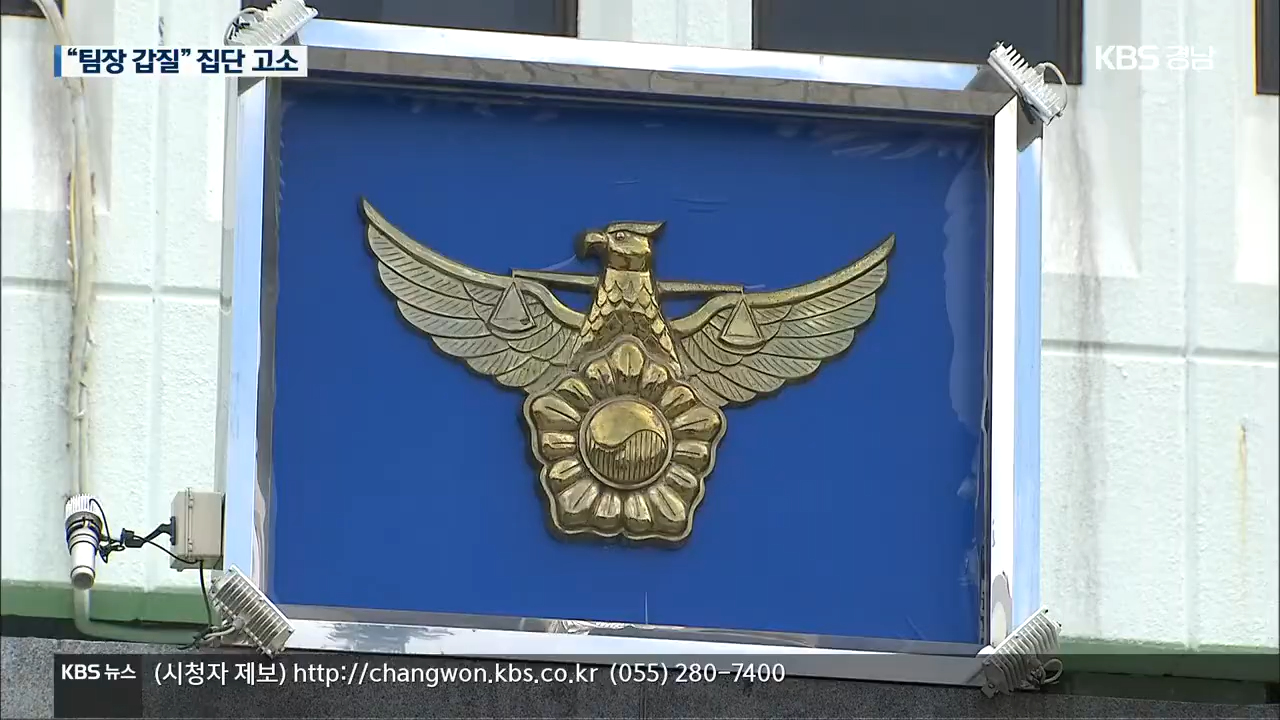 “팀장 갑질” 집단 고소
KBS 경남
KBS 뉴스 (시청자 제보) http://changwon.kbs.co.kr (055) 280-7400